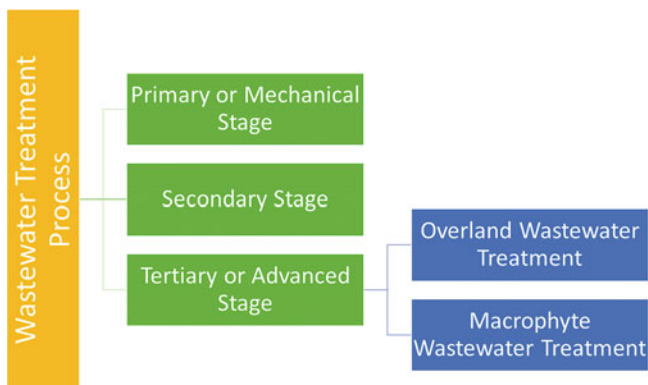 Wastewater Treatment
Process
Primary or Mechanical
Stage
Secondary Stage
Tertiary or Advanced
Stage
Overland Wastewater
Treatment
Macrophyte
Wastewater Treatment